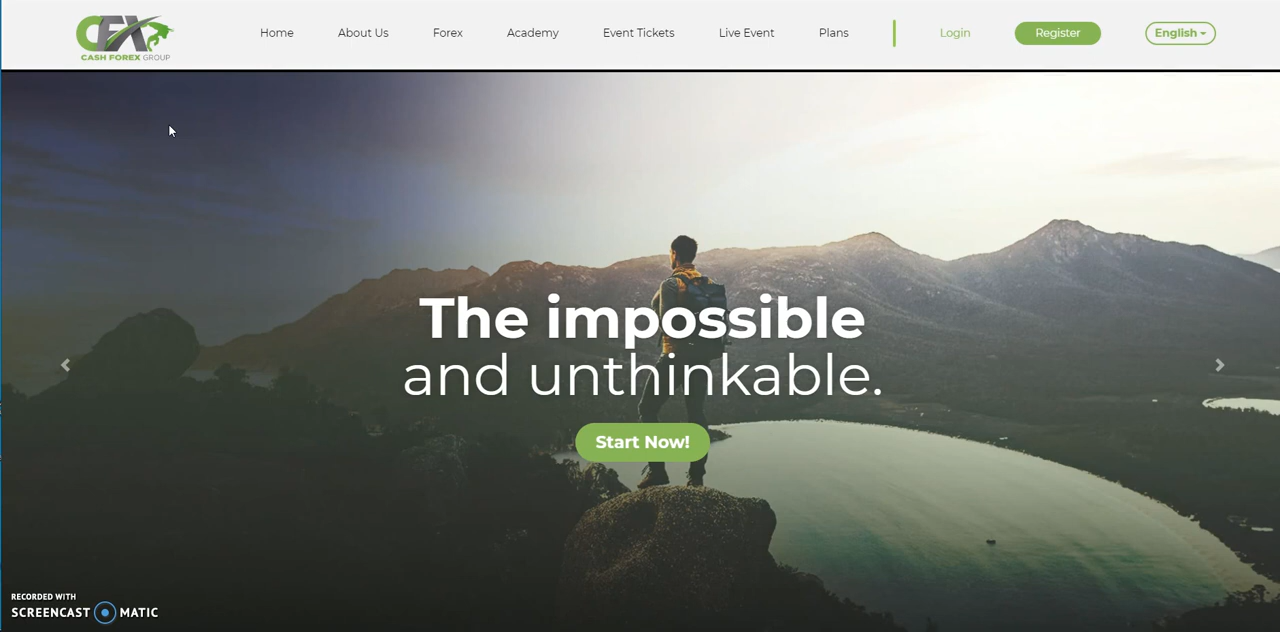 CFX
CASH FOREX GROUP
Home
About Us
Forex
Academy
Event Tickets
Live Event
Plans
Login
Register
English
The impossible
and unthinkable.
Start Now!
RECORDED WITH
SCREENCAST MATIC